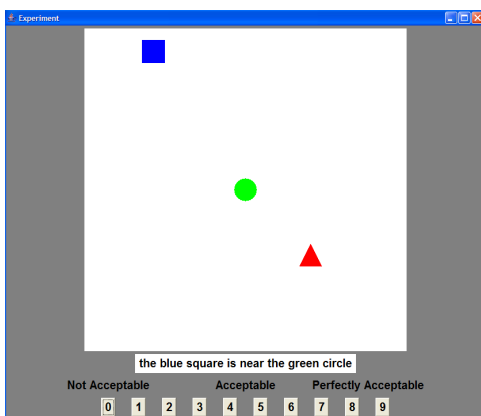 Experiment
the blue square is near the green circle
Not Acceptable Acceptable Perfectly Acceptable
0 1 2 3 4 5 6 7 8 9